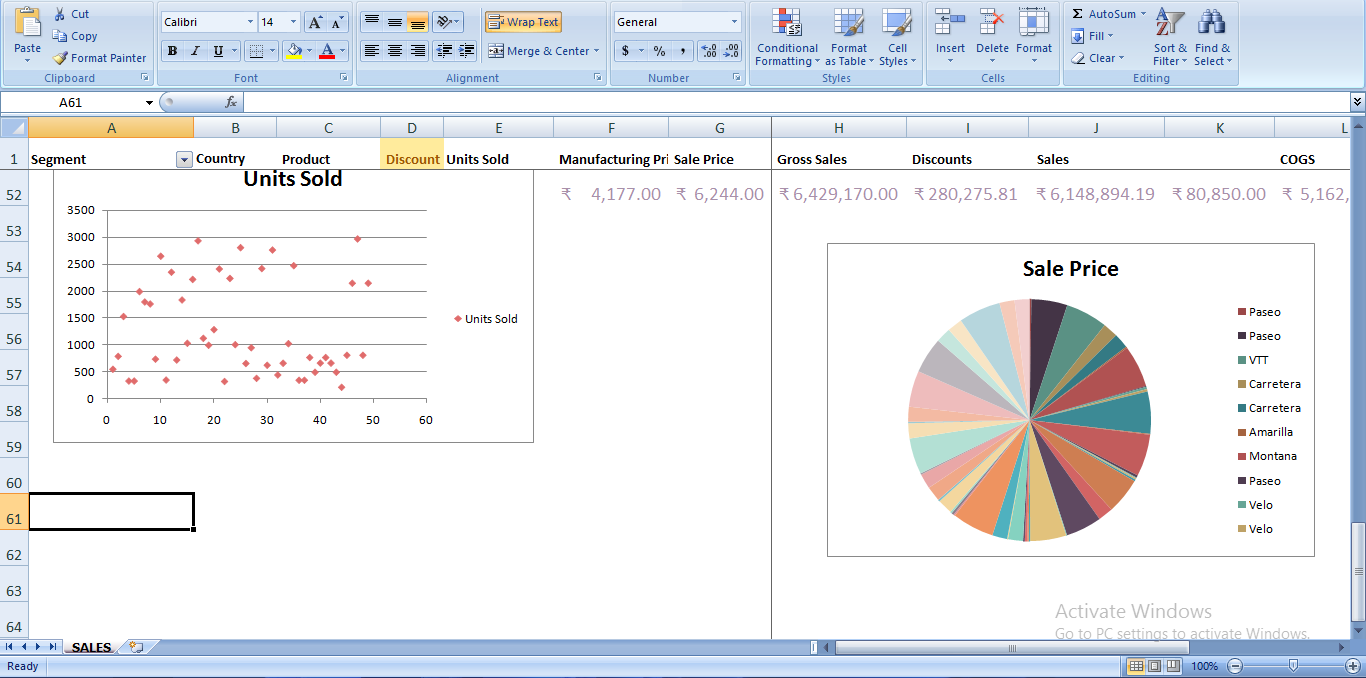 Cut
Copy
Format Painter
Paste
Clipboard
Calibri 14 A A
B I U A
Font
Wrap Text
Merge & Center
Alignment
General
$ % ,
Number
Conditional Formatting
Format as Table
Cell Styles
Styles
Insert Delete Format
Cells
Σ AutoSum
Fill
Clear
Sort & Filter
Find & Select
Editing
A61 fx
A B C D E F G H I J K L
1 Segment Country Product Discount Units Sold Manufacturing Pri Sale Price Gross Sales Discounts Sales COGS
52 ₹ 4,177.00 ₹ 6,244.00 ₹ 6,429,170.00 ₹ 280,275.81 ₹ 6,148,894.19 ₹ 80,850.00 ₹ 5,162,
53
54
55
56
57
58
59
60
61
62
63
64
Units Sold
3500
3000
2500
2000
1500
1000
500
0
0 10 20 30 40 50 60
Units Sold
Sale Price
Paseo
Paseo
VTT
Carretera
Carretera
Amarilla
Montana
Paseo
Velo
Velo
Activate Windows
Go to PC settings to activate Windows.
SALES
Ready
100%